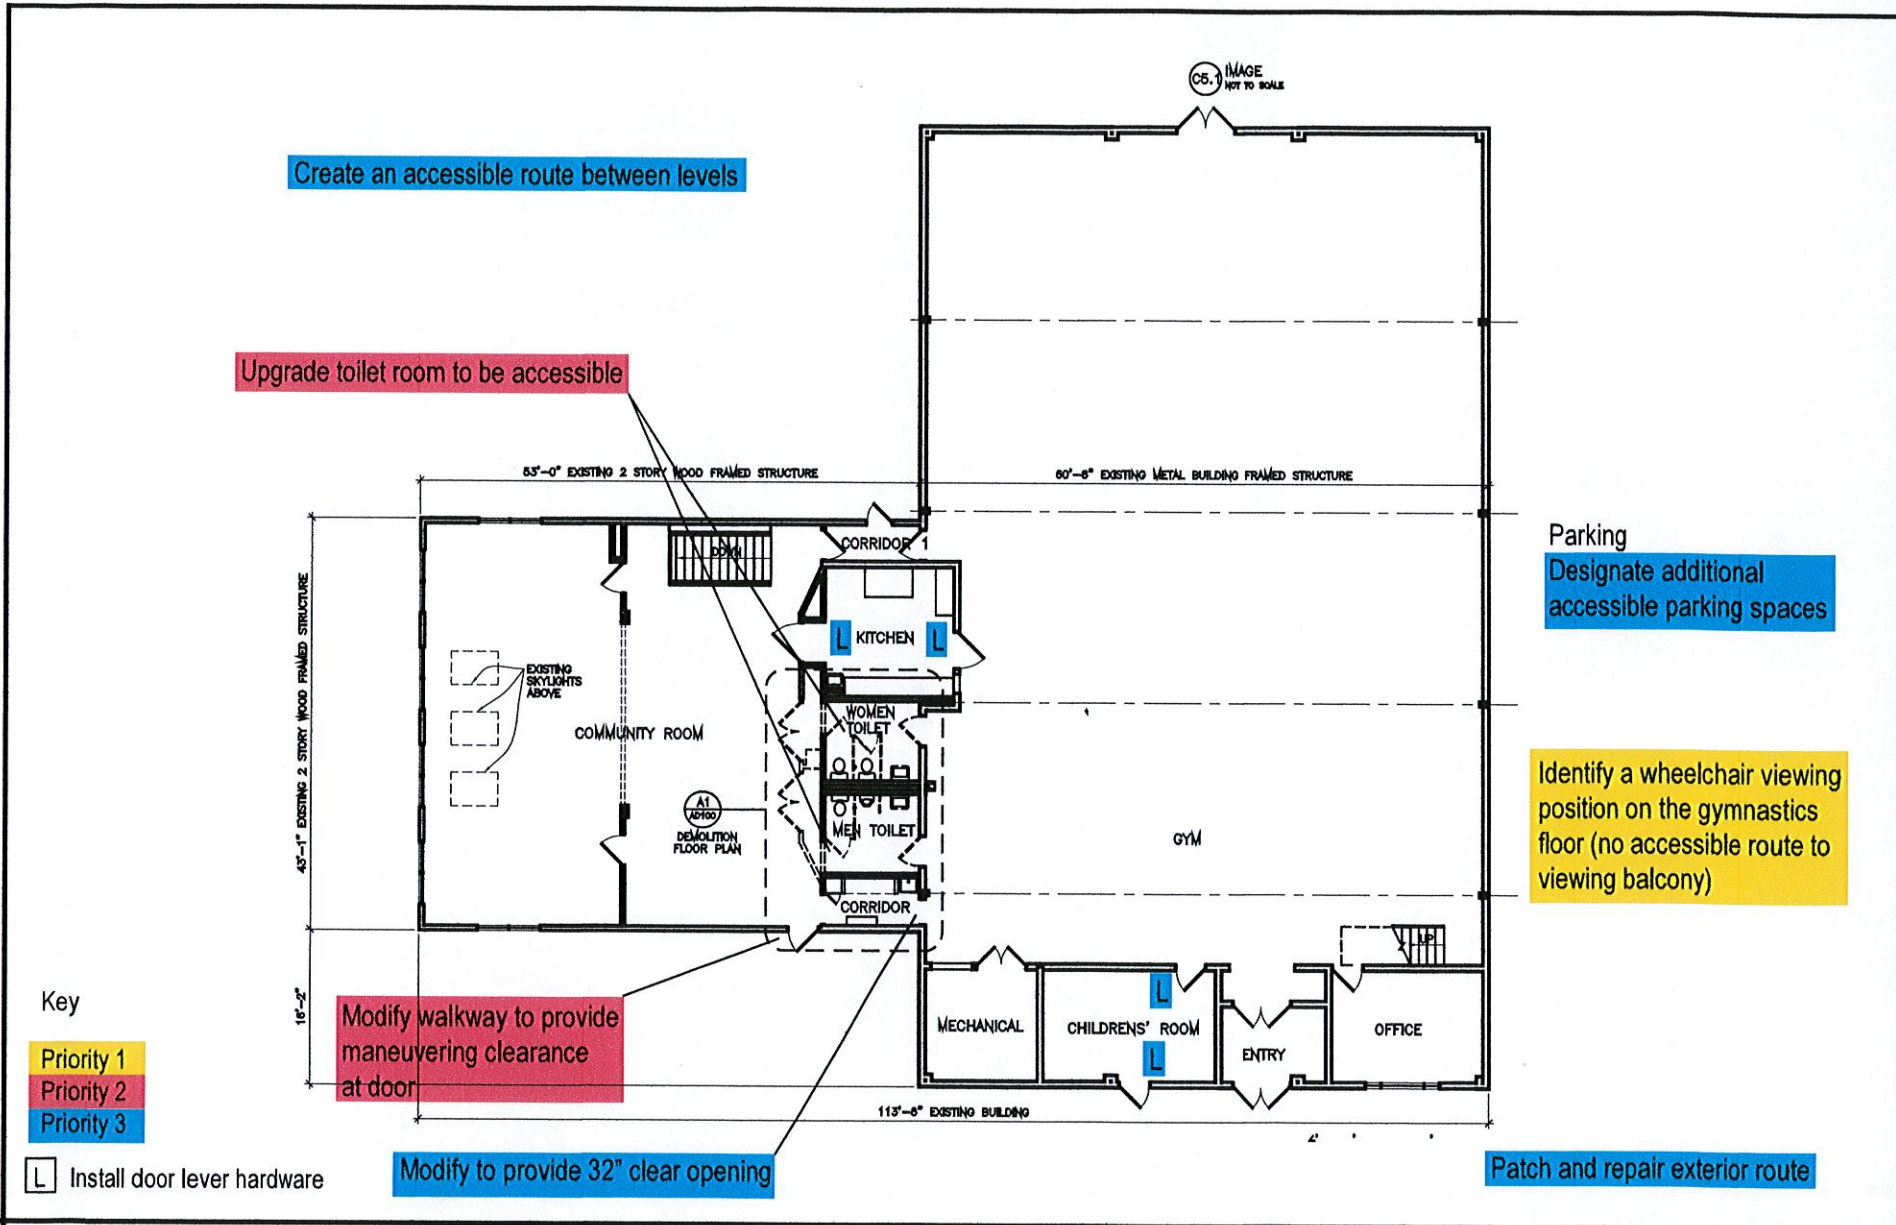 C5.1
IMAGE
NOT TO SCALE
Create an accessible route between levels
Upgrade toilet room to be accessible
53'-0" EXISTING 2 STORY WOOD FRAMED STRUCTURE
60'-8" EXISTING METAL BUILDING FRAMED STRUCTURE
Parking
Designate additional
accessible parking spaces
CORRIDOR 1
DOWN
L KITCHEN L
EXISTING
SKYLIGHTS
ABOVE
43'-1" EXISTING 2 STORY WOOD FRAMED STRUCTURE
COMMUNITY ROOM
WOMEN
TOILET
A1
AD100
DEMOLITION
FLOOR PLAN
MEN TOILET
GYM
Identify a wheelchair viewing
position on the gymnastics
floor (no accessible route to
viewing balcony)
CORRIDOR
UP
16'-2"
Modify walkway to provide
maneuvering clearance
at door
MECHANICAL
L
CHILDRENS' ROOM
L
ENTRY
OFFICE
113'-8" EXISTING BUILDING
Key
Priority 1
Priority 2
Priority 3
L Install door lever hardware
Modify to provide 32" clear opening
Patch and repair exterior route